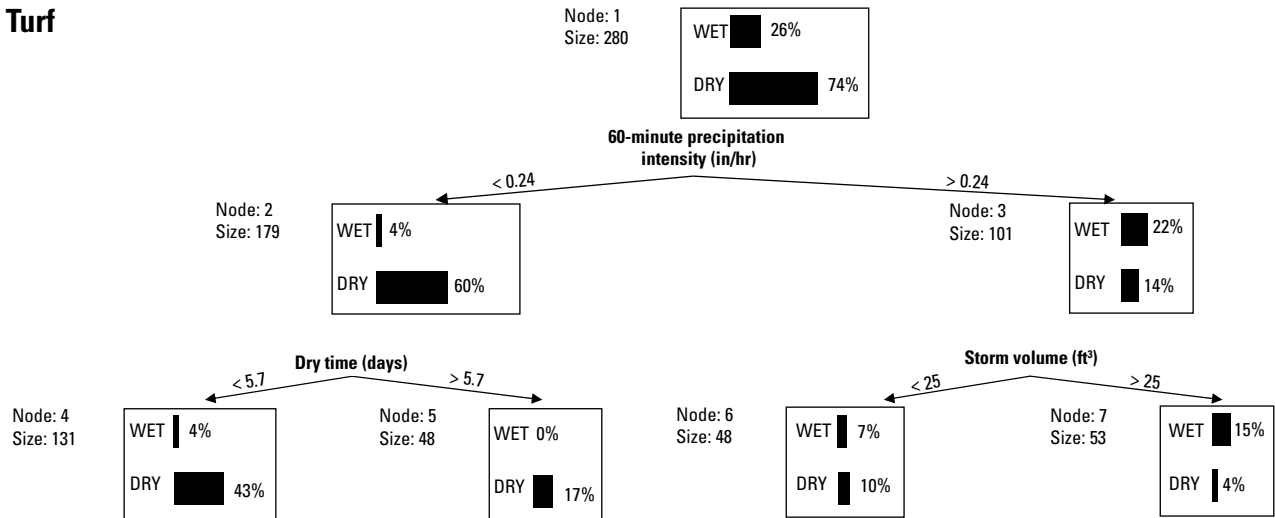 Turf
Node: 1
Size: 280
WET 26%
DRY 74%
60-minute precipitation
intensity (in/hr)
< 0.24
> 0.24
Node: 2
Size: 179
WET 4%
DRY 60%
Node: 3
Size: 101
WET 22%
DRY 14%
Dry time (days)
< 5.7
> 5.7
Storm volume (ft³)
< 25
> 25
Node: 4
Size: 131
WET 4%
DRY 43%
Node: 5
Size: 48
WET 0%
DRY 17%
Node: 6
Size: 48
WET 7%
DRY 10%
Node: 7
Size: 53
WET 15%
DRY 4%